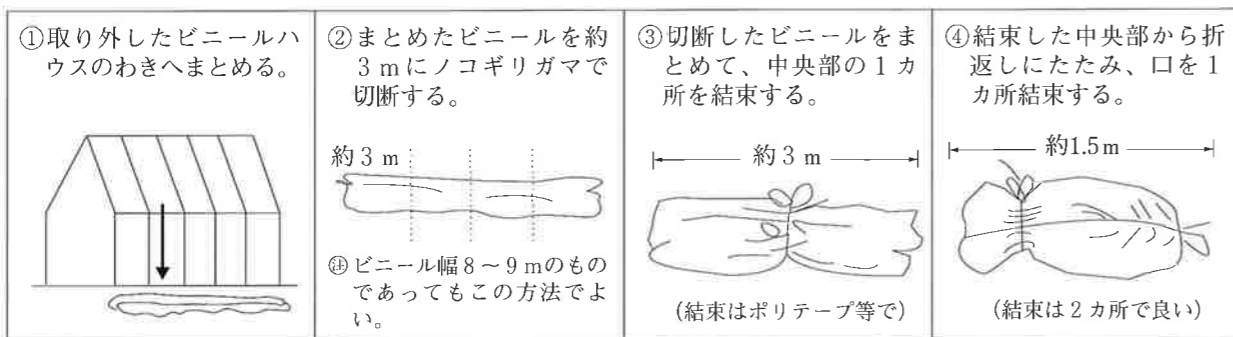 ①取り外したビニールハ
ウスのわきへまとめる。
②まとめたビニールを約
3mにノコギリガマで
切断する。
約3m
㊟ビニール幅8～9mのもの
であってもこの方法でよ
い。
③切断したビニールをま
とめて、中央部の1カ
所を結束する。
約3m
(結束はポリテープ等で)
④結束した中央部から折
返しにたたみ、口を1
カ所結束する。
約1.5m
(結束は2カ所で良い)